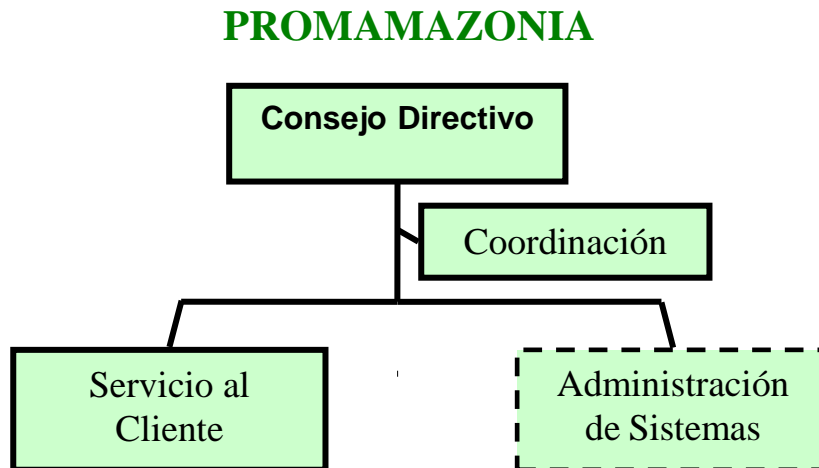 PROMAMAZONIA
Consejo Directivo
Coordinación
Servicio al
Cliente
Administración
de Sistemas